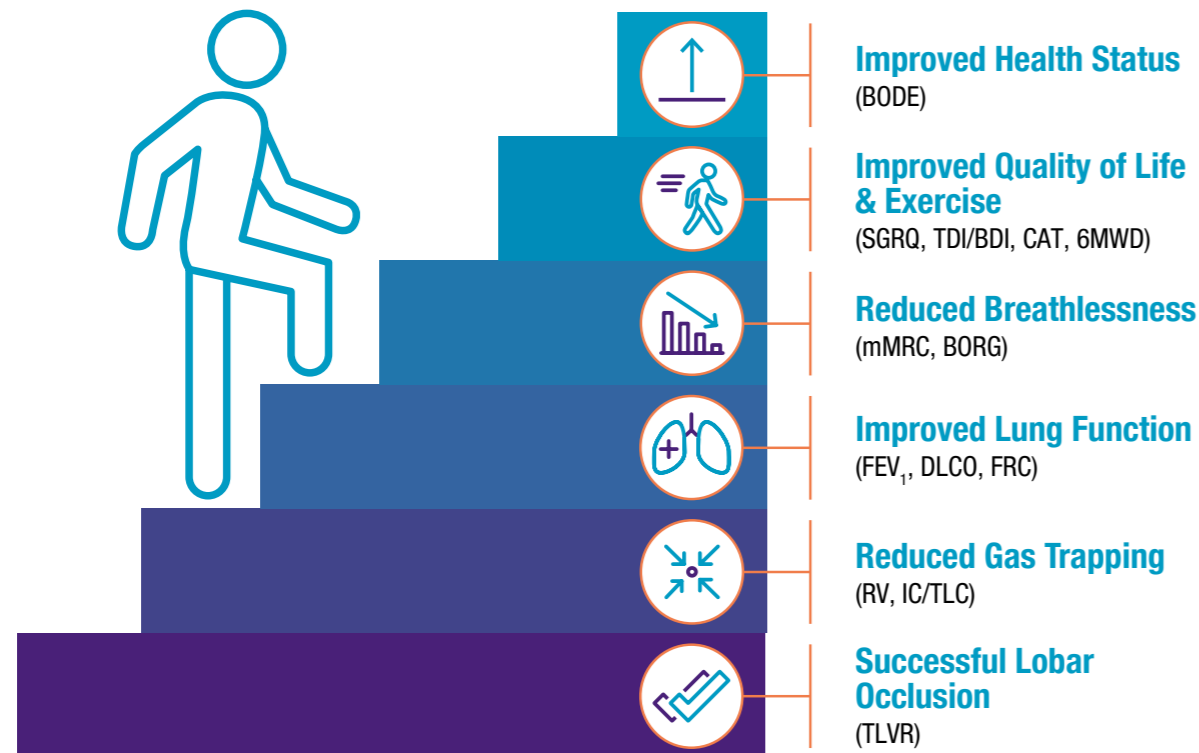 Improved Health Status
(BODE)
Improved Quality of Life
& Exercise
(SGRQ, TDI/BDI, CAT, 6MWD)
Reduced Breathlessness
(mMRC, BORG)
Improved Lung Function
(FEV₁, DLCO, FRC)
Reduced Gas Trapping
(RV, IC/TLC)
Successful Lobar
Occlusion
(TLVR)